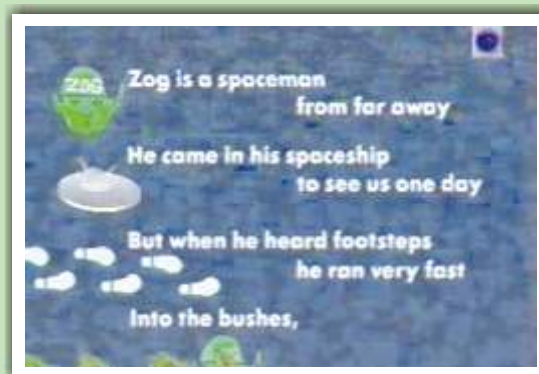 ZOG
Zog is a spaceman
from far away
He came in his spaceship
to see us one day
But when he heard footsteps
he ran very fast
Into the bushes,